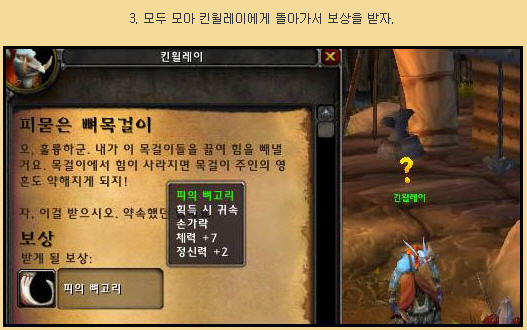 3. 모두 모아 킨윌레이에게 돌아가서 보상을 받자.
킨윌레이
피묻은 뼈목걸이
오, 훌륭하군. 내가 이 목걸이들을 끓여 힘을 빼낼
거요. 목걸이에서 힘이 사라지면 목걸이 주인의 영
혼도 약해지게 되지!
자, 이걸 받으시오. 약속했던
피의 뼈고리
획득 시 귀속
손가락
체력 +7
정신력 +2
보상
받게 될 보상:
피의 뼈고리
?
킨윌레이